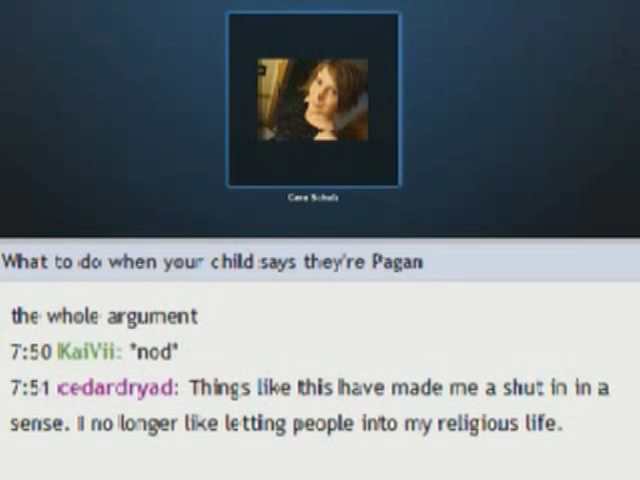 Cara Schulz
What to do when your child says they're Pagan
the whole argument
7:50 KaiVii: *nod*
7:51 cedardryad: Things like this have made me a shut in in a
sense. I no longer like letting people into my religious life.